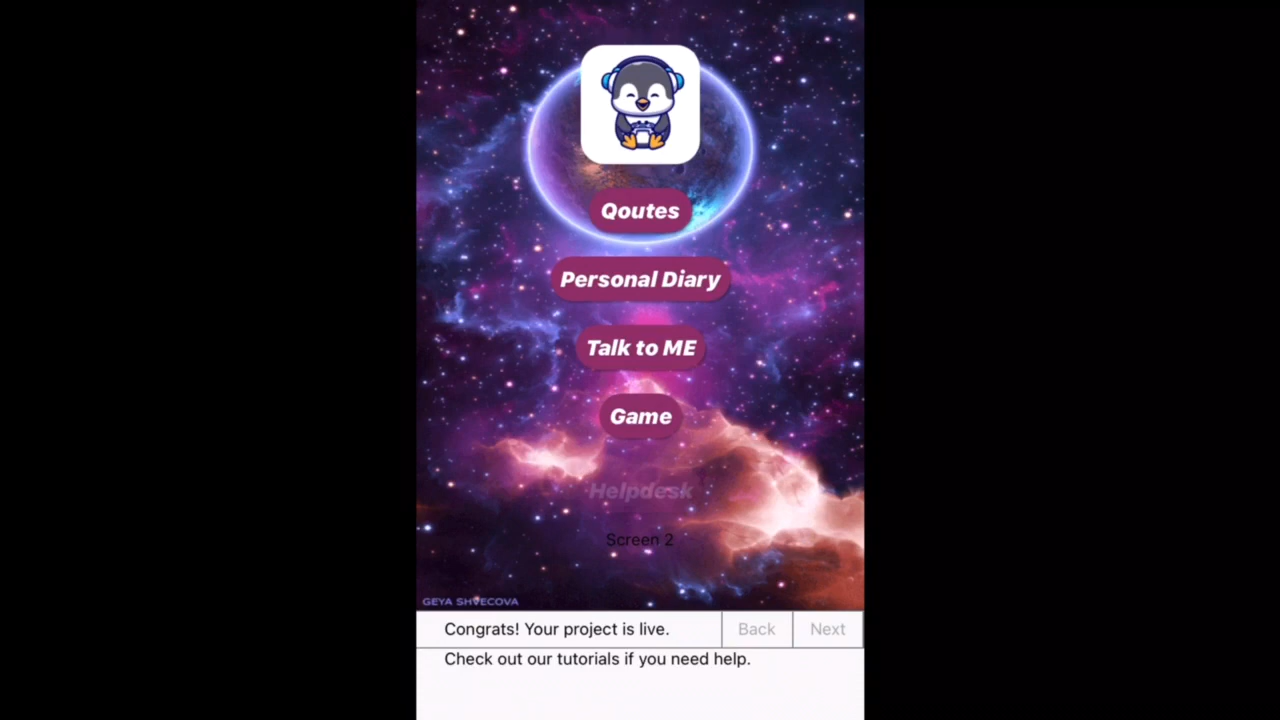 Qoutes
Personal Diary
Talk to ME
Game
Helpdesk
Screen 2
GEYA SHVECOVA
Congrats! Your project is live.
Back
Next
Check out our tutorials if you need help.